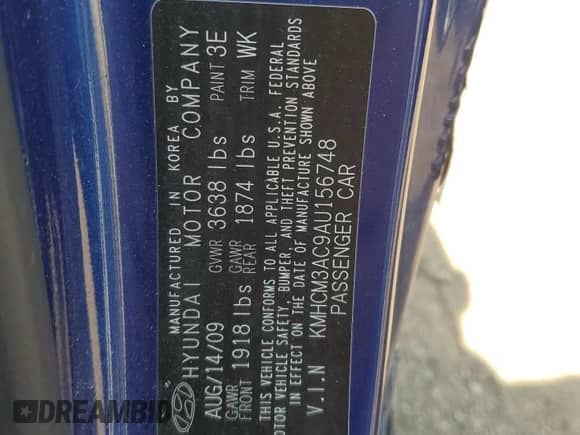 MANUFACTURED IN KOREA BY
HYUNDAI MOTOR COMPANY
AUG/14/09 GVWR 3638 lbs PAINT 3E
GAWR FRONT 1918 lbs GAWR REAR 1874 lbs TRIM WK
THIS VEHICLE CONFORMS TO ALL APPLICABLE U.S.A. FEDERAL
OTOR VEHICLE SAFETY, BUMPER, AND THEFT PREVENTION STANDARDS
IN EFFECT ON THE DATE OF MANUFACTURE SHOWN ABOVE
V.I.N KMHCM3AC9AU156748
PASSENGER CAR
DREAMBID